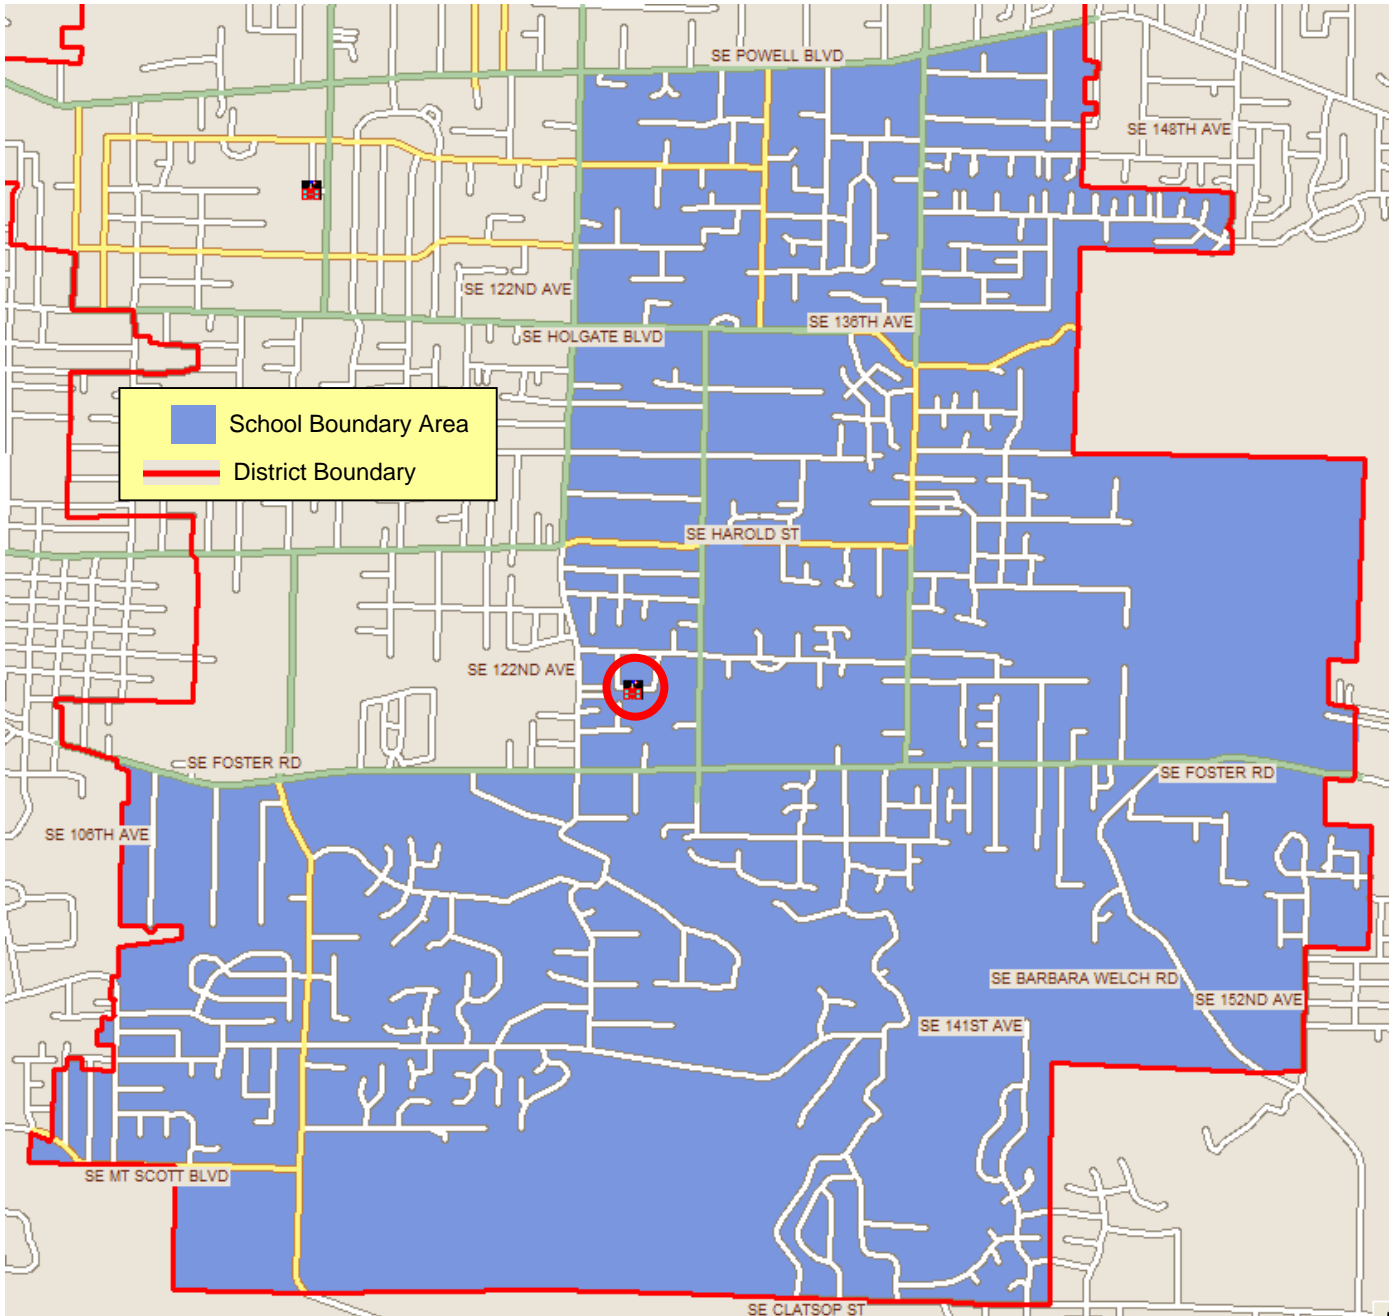 SE POWELL BLVD
SE 148TH AVE
SE 122ND AVE
SE 136TH AVE
SE HOLGATE BLVD
School Boundary Area
District Boundary
SE HAROLD ST
SE 122ND AVE
SE FOSTER RD
SE FOSTER RD
SE 106TH AVE
SE BARBARA WELCH RD
SE 152ND AVE
SE 141ST AVE
SE MT SCOTT BLVD
SE CLATSOP ST